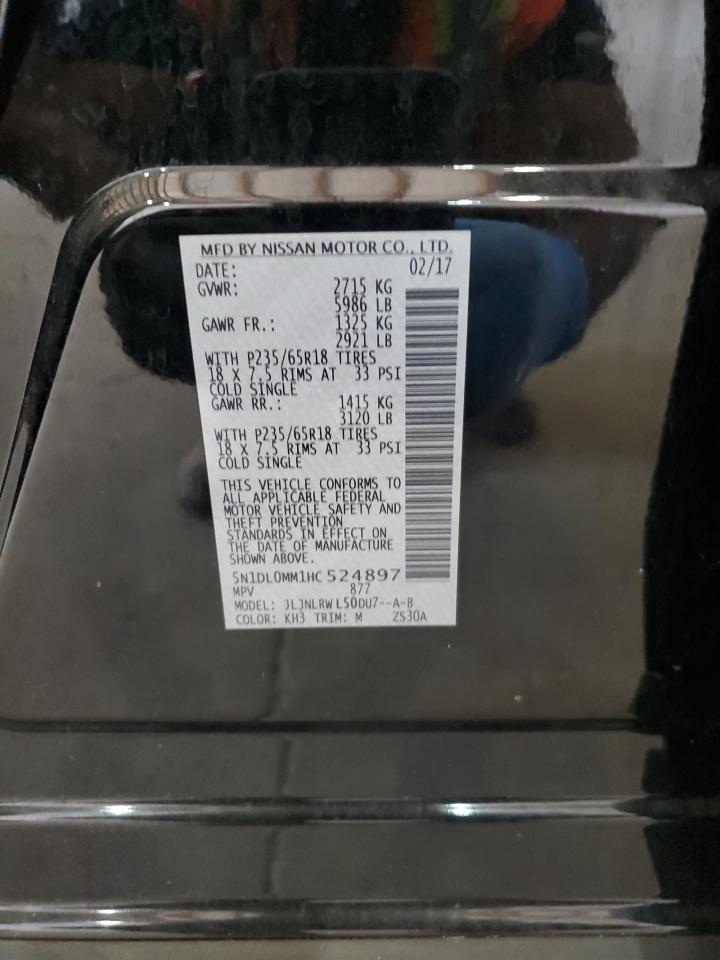 MFD BY NISSAN MOTOR CO., LTD.
DATE: 02/17
GVWR: 2715 KG
5986 LB
GAWR FR.: 1325 KG
2921 LB
WITH P235/65R18 TIRES
18 X 7.5 RIMS AT 33 PSI
COLD SINGLE
GAWR RR.: 1415 KG
3120 LB
WITH P235/65R18 TIRES
18 X 7.5 RIMS AT 33 PSI
COLD SINGLE
THIS VEHICLE CONFORMS TO
ALL APPLICABLE FEDERAL
MOTOR VEHICLE SAFETY AND
THEFT PREVENTION
STANDARDS IN EFFECT ON
THE DATE OF MANUFACTURE
SHOWN ABOVE.
5N1DL0MM1HC524897
MPV 877
MODEL: JLJNLRWL50DU7--A-B
COLOR: KH3 TRIM: M ZS30A